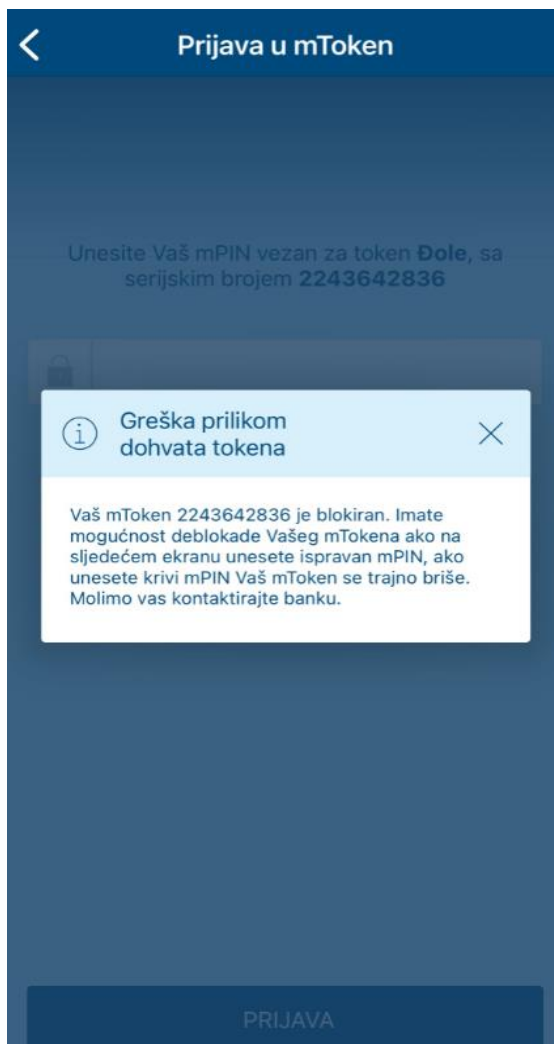 Prijava u mToken
Unesite Vaš mPIN vezan za token Đole, sa
serijskim brojem 2243642836
Greška prilikom
dohvata tokena
Vaš mToken 2243642836 je blokiran. Imate
mogućnost deblokade Vašeg mTokena ako na
sljedećem ekranu unesete ispravan mPIN, ako
unesete krivi mPIN Vaš mToken se trajno briše.
Molimo vas kontaktirajte banku.
PRIJAVA